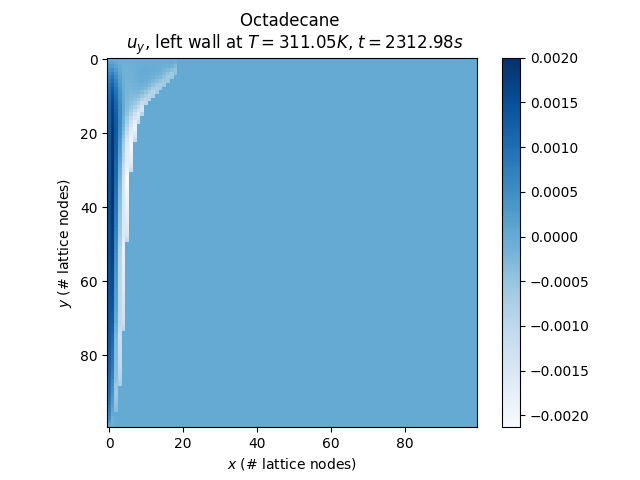 Octadecane
u_y, left wall at T = 311.05K, t = 2312.98s
0
20
40
60
80
y (# lattice nodes)
0 20 40 60 80
x (# lattice nodes)
0.0020
0.0015
0.0010
0.0005
0.0000
−0.0005
−0.0010
−0.0015
−0.0020